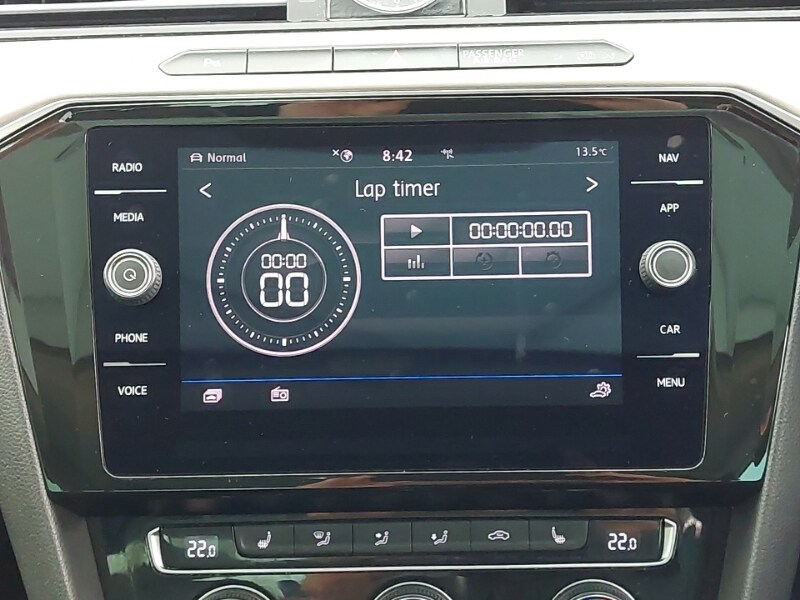 PASSENGER
RADIO
MEDIA
PHONE
VOICE
Normal 8:42 13.5°C
Lap timer
00:00
00
00:00:00.00
NAV
APP
CAR
MENU
22.0 22.0